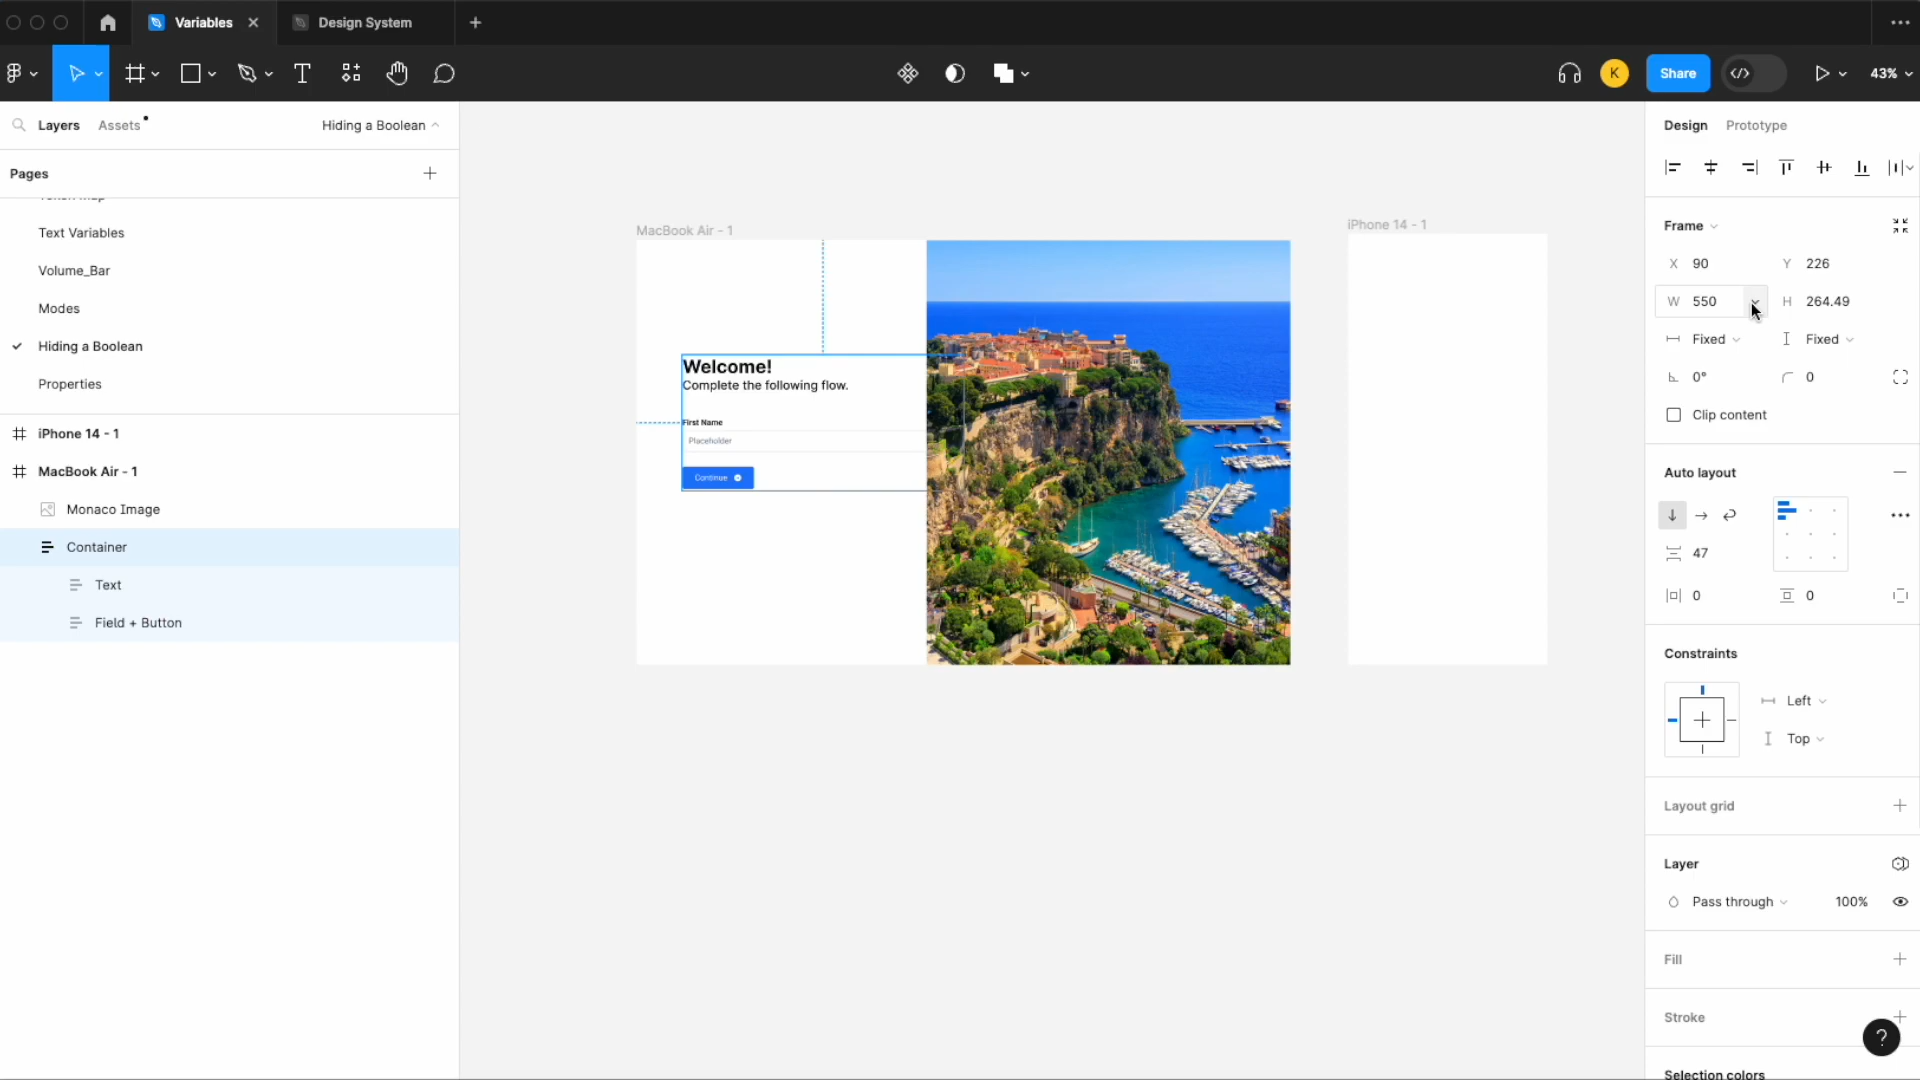 Variables
Design System
K
Share
43%
Layers
Assets
Hiding a Boolean
Pages
Text Variables
Volume_Bar
Modes
Hiding a Boolean
Properties
iPhone 14 - 1
MacBook Air - 1
Monaco Image
Container
Text
Field + Button
MacBook Air - 1
iPhone 14 - 1
Welcome!
Complete the following flow.
First Name
Placeholder
Continue
Design
Prototype
Frame
X 90 Y 226
W 550 H 264.49
Fixed Fixed
0° 0
Clip content
Auto layout
47
0 0
Constraints
Left
Top
Layout grid
Layer
Pass through 100%
Fill
Stroke
?
Selection colors